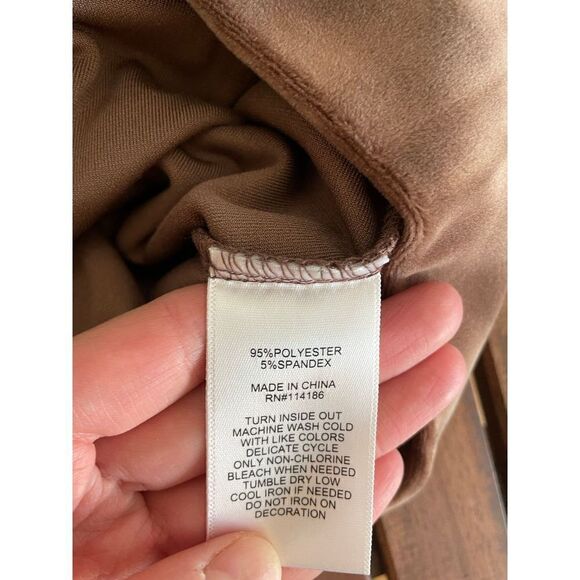 95%POLYESTER
5%SPANDEX
MADE IN CHINA
RN#114186
TURN INSIDE OUT
MACHINE WASH COLD
WITH LIKE COLORS
DELICATE CYCLE
ONLY NON-CHLORINE
BLEACH WHEN NEEDED
TUMBLE DRY LOW
COOL IRON IF NEEDED
DO NOT IRON ON
DECORATION